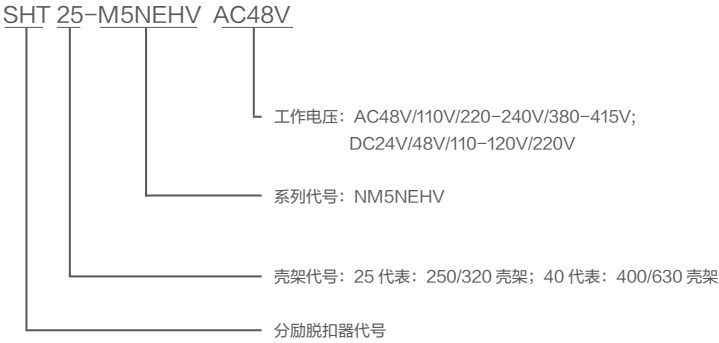 SHT 25-M5NEHV AC48V
工作电压：AC48V/110V/220-240V/380-415V；
DC24V/48V/110-120V/220V
系列代号：NM5NEHV
壳架代号：25 代表：250/320 壳架；40 代表：400/630 壳架
分励脱扣器代号